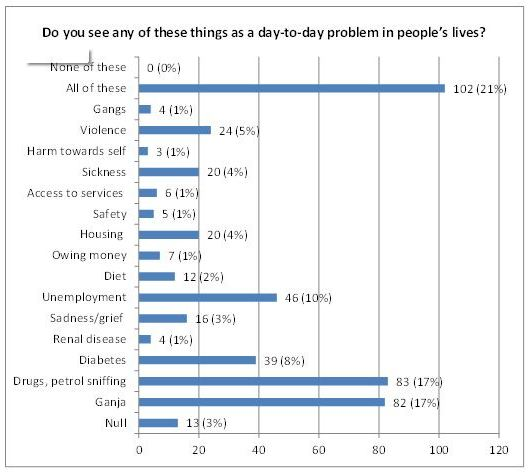 Do you see any of these things as a day-to-day problem in people's lives?
None of these 0 (0%)
All of these 102 (21%)
Gangs 4 (1%)
Violence 24 (5%)
Harm towards self 3 (1%)
Sickness 20 (4%)
Access to services 6 (1%)
Safety 5 (1%)
Housing 20 (4%)
Owing money 7 (1%)
Diet 12 (2%)
Unemployment 46 (10%)
Sadness/grief 16 (3%)
Renal disease 4 (1%)
Diabetes 39 (8%)
Drugs, petrol sniffing 83 (17%)
Ganja 82 (17%)
Null 13 (3%)
0 20 40 60 80 100 120